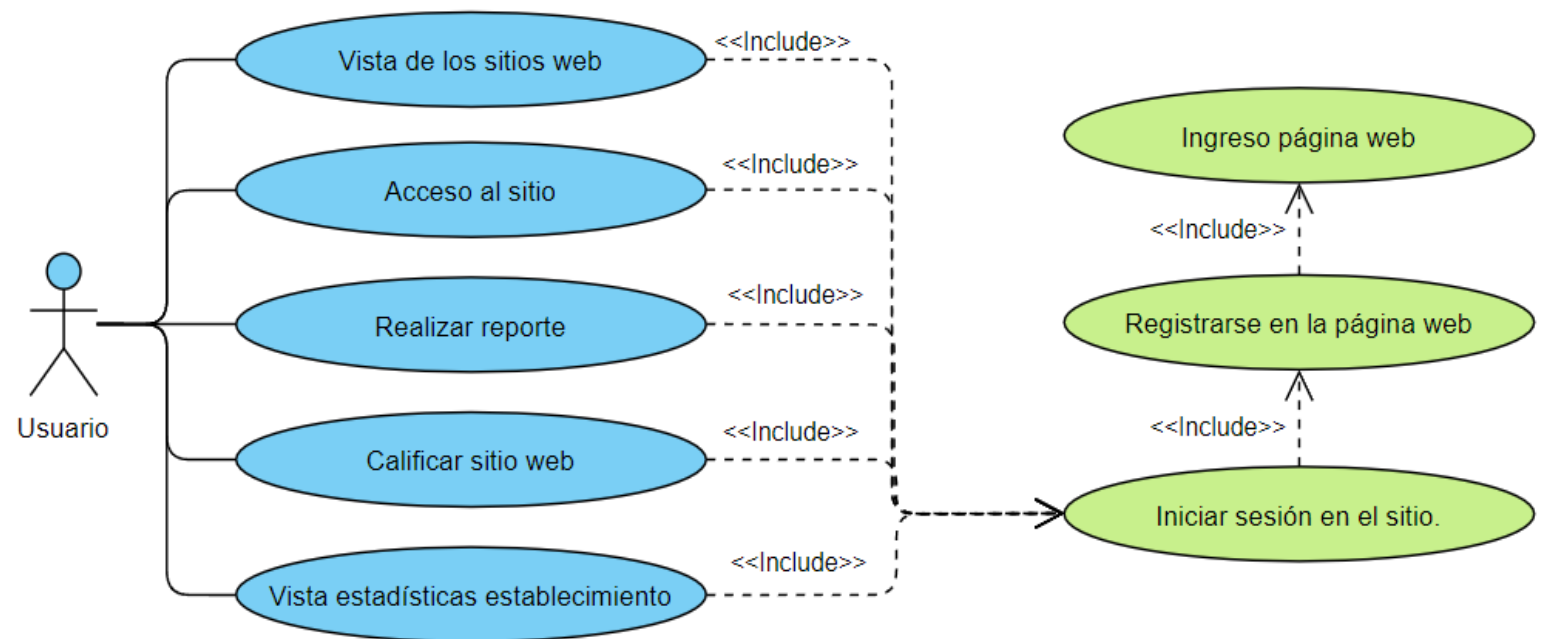 Vista de los sitios web
<<Include>>
Acceso al sitio
<<Include>>
Realizar reporte
<<Include>>
Calificar sitio web
<<Include>>
Vista estadísticas establecimiento
<<Include>>
Usuario
Ingreso página web
<<Include>>
Registrarse en la página web
<<Include>>
Iniciar sesión en el sitio.